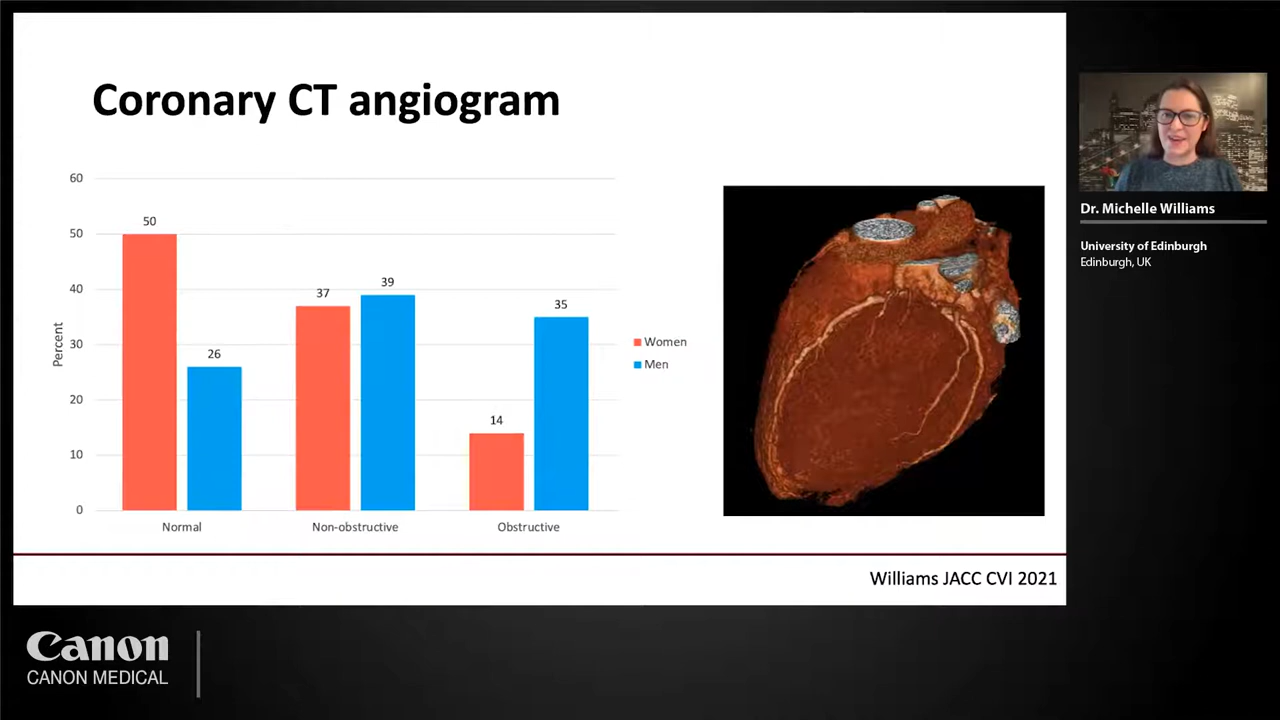 Coronary CT angiogram
60
50
40
30
20
10
0
Percent
50
26
37
39
14
35
Normal
Non-obstructive
Obstructive
Women
Men
Williams JACC CVI 2021
Dr. Michelle Williams
University of Edinburgh
Edinburgh, UK
Canon
CANON MEDICAL